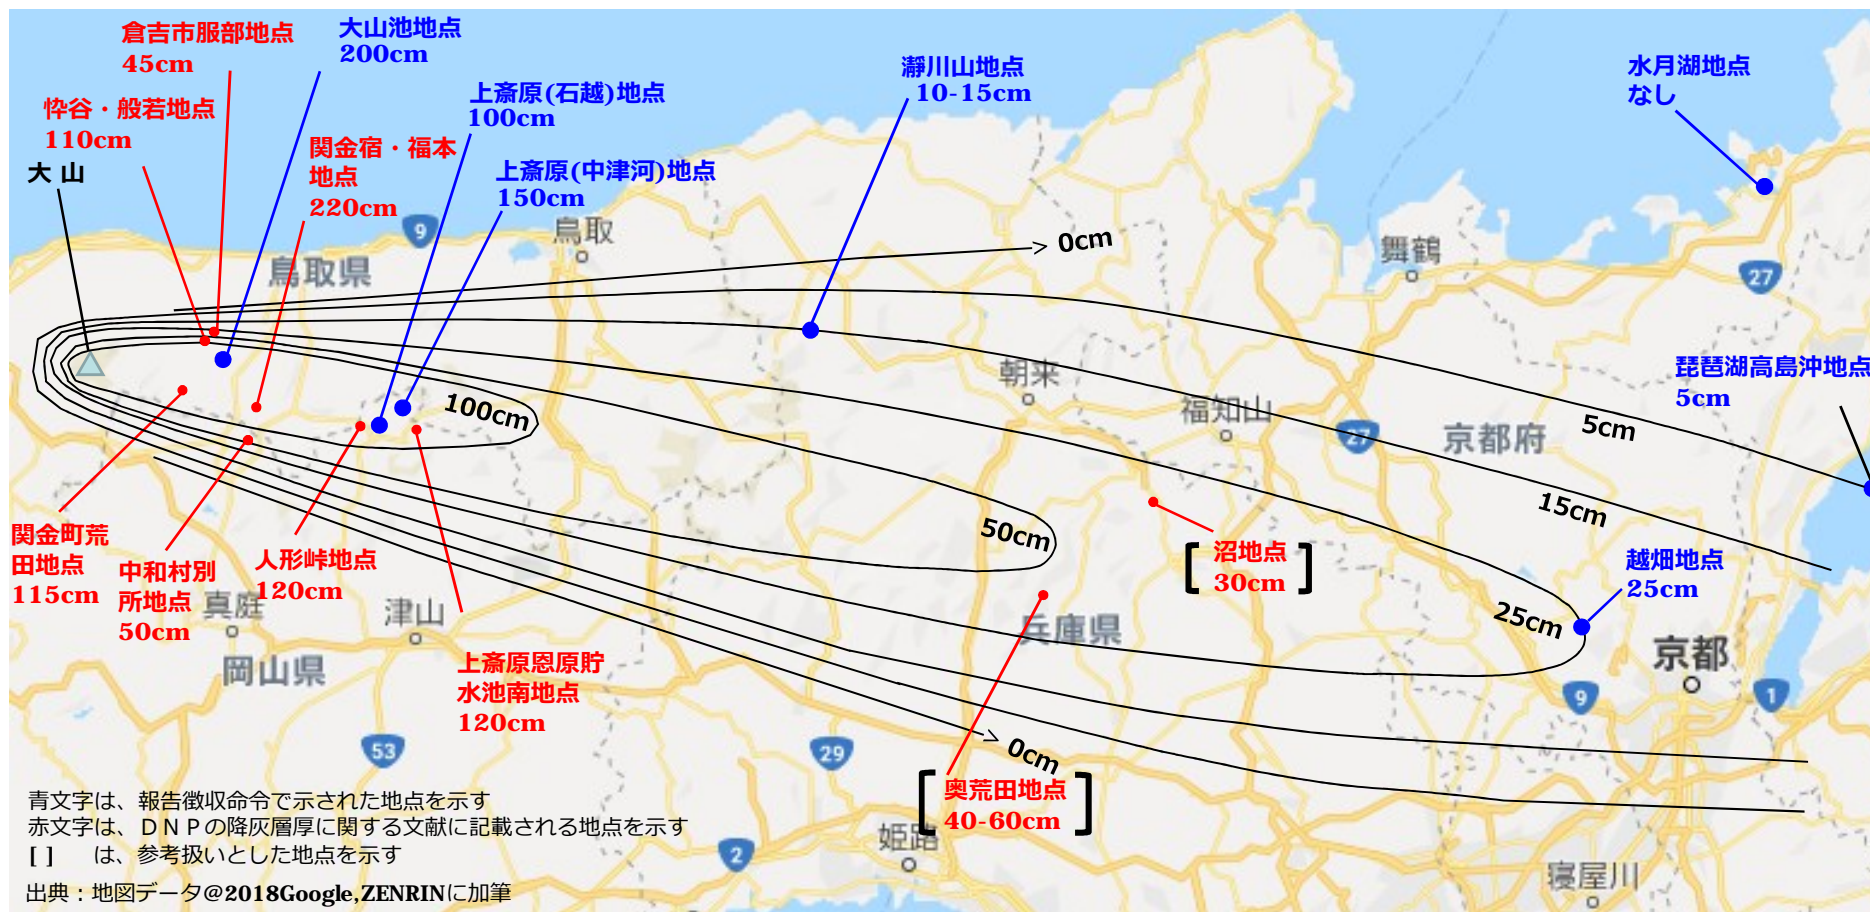 倉吉市服部地点
45cm
大山池地点
200cm
上斎原(石越)地点
100cm
瀞川山地点
10-15cm
水月湖地点
なし
忰谷・般若地点
110cm
関金宿・福本
地点
220cm
上斎原(中津河)地点
150cm
大 山
9
鳥取
鳥取県
0cm
舞鶴
27
朝来
福知山
琵琶湖高島沖地点
5cm
100cm
27
京都府
5cm
15cm
50cm
関金町荒
田地点
115cm
中和村別
所地点
50cm
人形峠地点
120cm
沼地点
30cm
越畑地点
25cm
25cm
真庭
津山
兵庫県
京都
岡山県
上斎原恩原貯
水池南地点
120cm
9
1
53
29
0cm
奥荒田地点
40-60cm
青文字は、報告徴収命令で示された地点を示す
赤文字は、ＤＮＰの降灰層厚に関する文献に記載される地点を示す
[ ] は、参考扱いとした地点を示す
2
姫路
寝屋川
出典：地図データ@2018Google,ZENRINに加筆